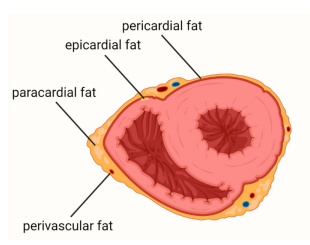 pericardial fat
epicardial fat
paracardial fat
perivascular fat